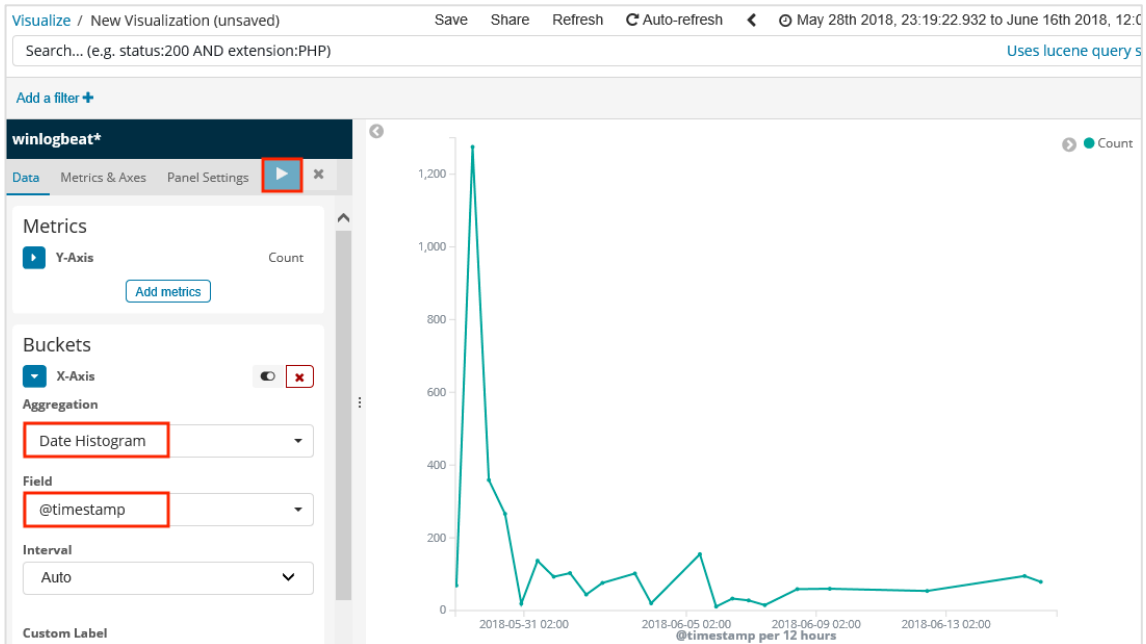 Visualize / New Visualization (unsaved) Save Share Refresh Auto-refresh May 28th 2018, 23:19:22.932 to June 16th 2018, 12:0
Search... (e.g. status:200 AND extension:PHP) Uses lucene query s
Add a filter +
winlogbeat*
Data Metrics & Axes Panel Settings
Metrics
Y-Axis Count
Add metrics
Buckets
X-Axis
Aggregation
Date Histogram
Field
@timestamp
Interval
Auto
Custom Label
Count
1,200
1,000
800
600
400
200
0
2018-05-31 02:00 2018-06-05 02:00 2018-06-09 02:00 2018-06-13 02:00
@timestamp per 12 hours